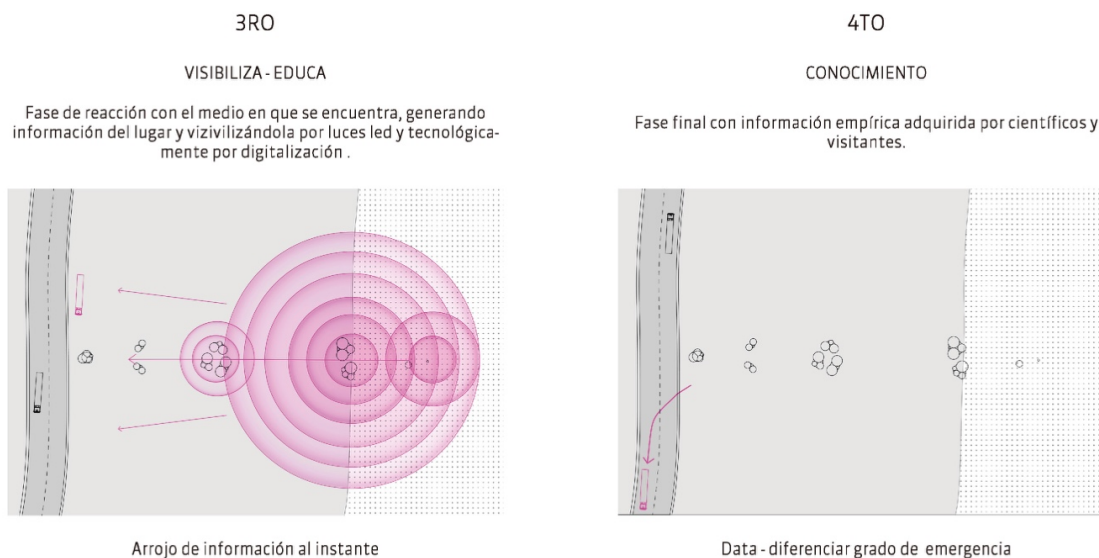 3RO
VISIBILIZA - EDUCA
Fase de reacción con el medio en que se encuentra, generando
información del lugar y vizivilizándola por luces led y tecnológica-
mente por digitalización .
Arrojo de información al instante
4TO
CONOCIMIENTO
Fase final con información empírica adquirida por científicos y
visitantes.
Data - diferenciar grado de emergencia